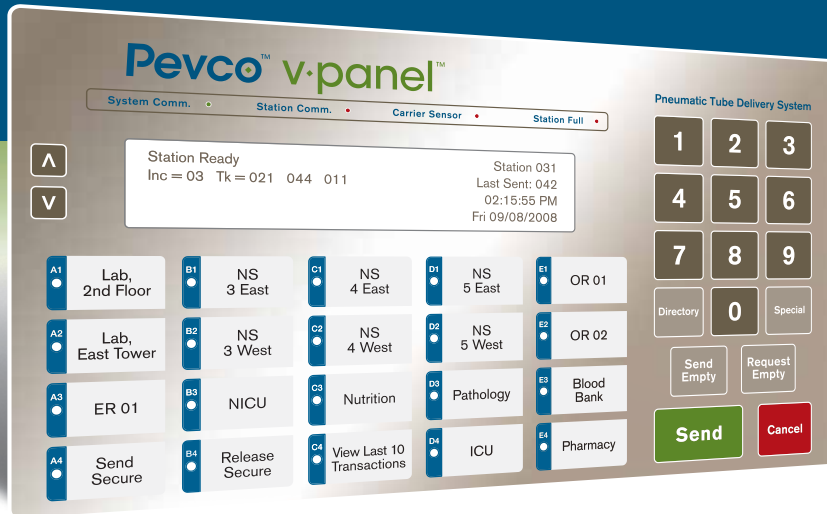 Pevco™ v·panel™
System Comm.
Station Comm.
Carrier Sensor
Station Full
Pneumatic Tube Delivery System
Λ
V
Station Ready
Inc = 03 Tk = 021 044 011
Station 031
Last Sent: 042
02:15:55 PM
Fri 09/08/2008
1 2 3
4 5 6
7 8 9
Directory 0 Special
Send
Empty
Request
Empty
Send
Cancel
A1
Lab,
2nd Floor
B1
NS
3 East
C1
NS
4 East
D1
NS
5 East
E1
OR 01
A2
Lab,
East Tower
B2
NS
3 West
C2
NS
4 West
D2
NS
5 West
E2
OR 02
A3
ER 01
B3
NICU
C3
Nutrition
D3
Pathology
E3
Blood
Bank
A4
Send
Secure
B4
Release
Secure
C4
View Last 10
Transactions
D4
ICU
E4
Pharmacy